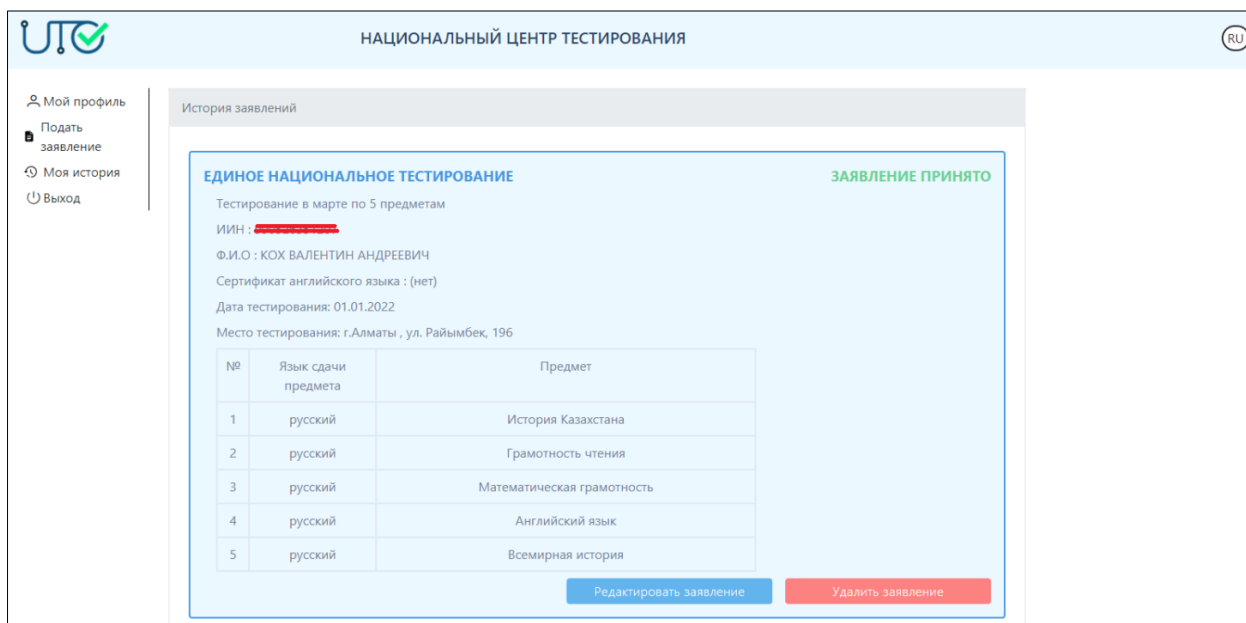 UTO
НАЦИОНАЛЬНЫЙ ЦЕНТР ТЕСТИРОВАНИЯ
RU
Мой профиль
Подать
заявление
Моя история
Выход
История заявлений
ЕДИНОЕ НАЦИОНАЛЬНОЕ ТЕСТИРОВАНИЕ
ЗАЯВЛЕНИЕ ПРИНЯТО
Тестирование в марте по 5 предметам
ИИН :
Ф.И.О : КОХ ВАЛЕНТИН АНДРЕЕВИЧ
Сертификат английского языка : (нет)
Дата тестирования: 01.01.2022
Место тестирования: г.Алматы , ул. Райымбек, 196
№ Язык сдачи Предмет
предмета
1 русский История Казахстана
2 русский Грамотность чтения
3 русский Математическая грамотность
4 русский Английский язык
5 русский Всемирная история
Редактировать заявление
Удалить заявление